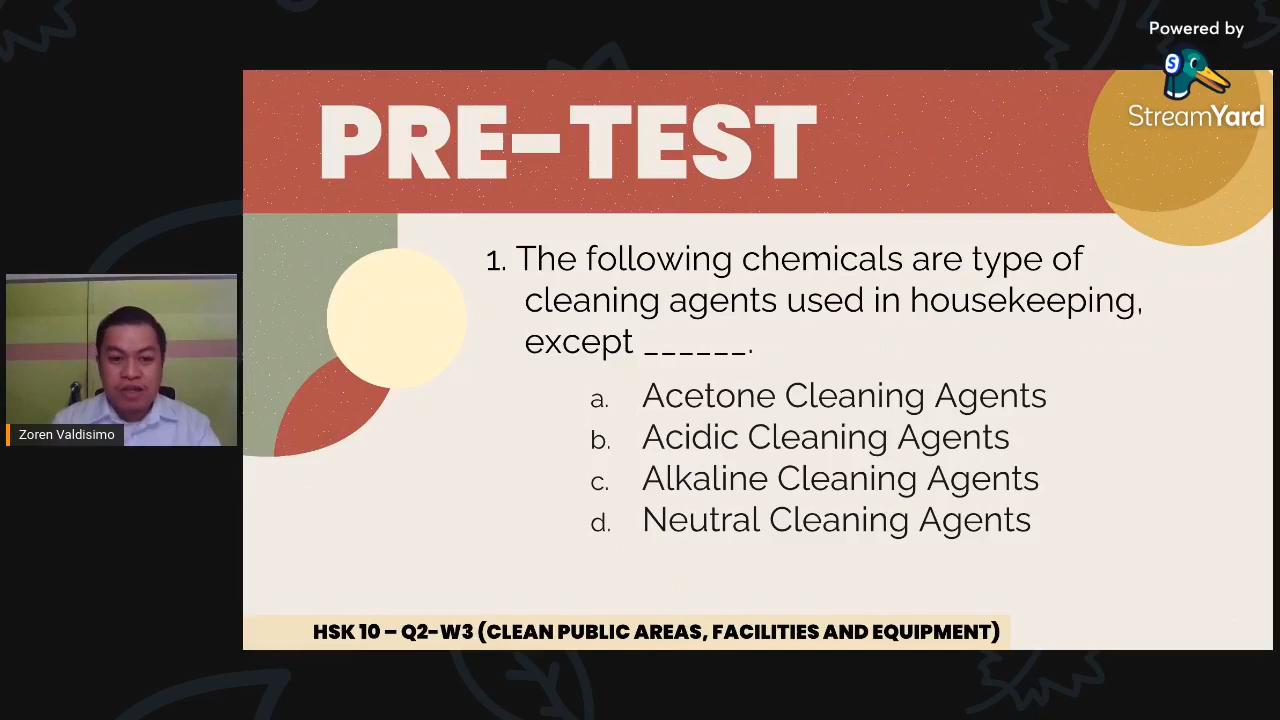 Powered by
StreamYard
PRE-TEST
1. The following chemicals are type of
cleaning agents used in housekeeping,
except ______.
a. Acetone Cleaning Agents
b. Acidic Cleaning Agents
c. Alkaline Cleaning Agents
d. Neutral Cleaning Agents
Zoren Valdisimo
HSK 10 – Q2-W3 (CLEAN PUBLIC AREAS, FACILITIES AND EQUIPMENT)